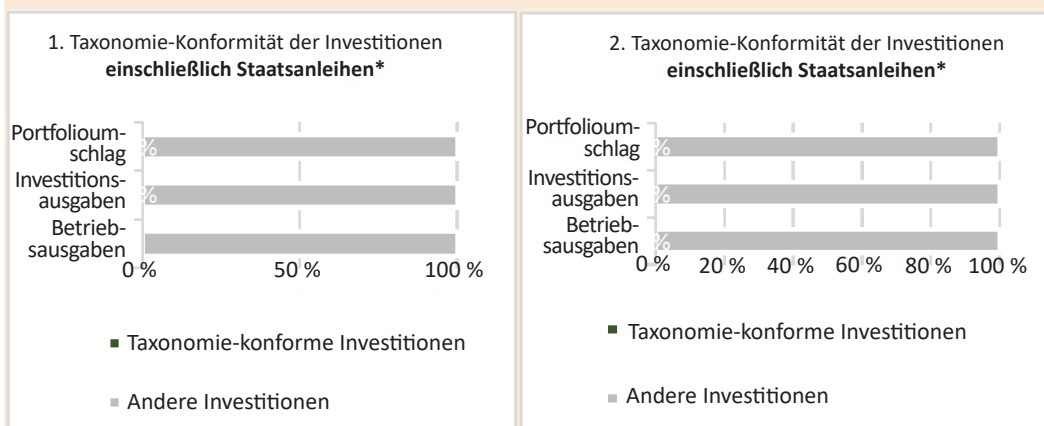 1. Taxonomie-Konformität der Investitionen
einschließlich Staatsanleihen*
Portfolioum-
schlag
%
Investitions-
ausgaben
%
Betrieb-
sausgaben
0 %
50 %
100 %
Taxonomie-konforme Investitionen
Andere Investitionen
2. Taxonomie-Konformität der Investitionen
einschließlich Staatsanleihen*
Portfolioum-
schlag
%
Investitions-
ausgaben
%
Betrieb-
sausgaben
%
0 %
20 %
40 %
60 %
80 %
100 %
Taxonomie-konforme Investitionen
Andere Investitionen